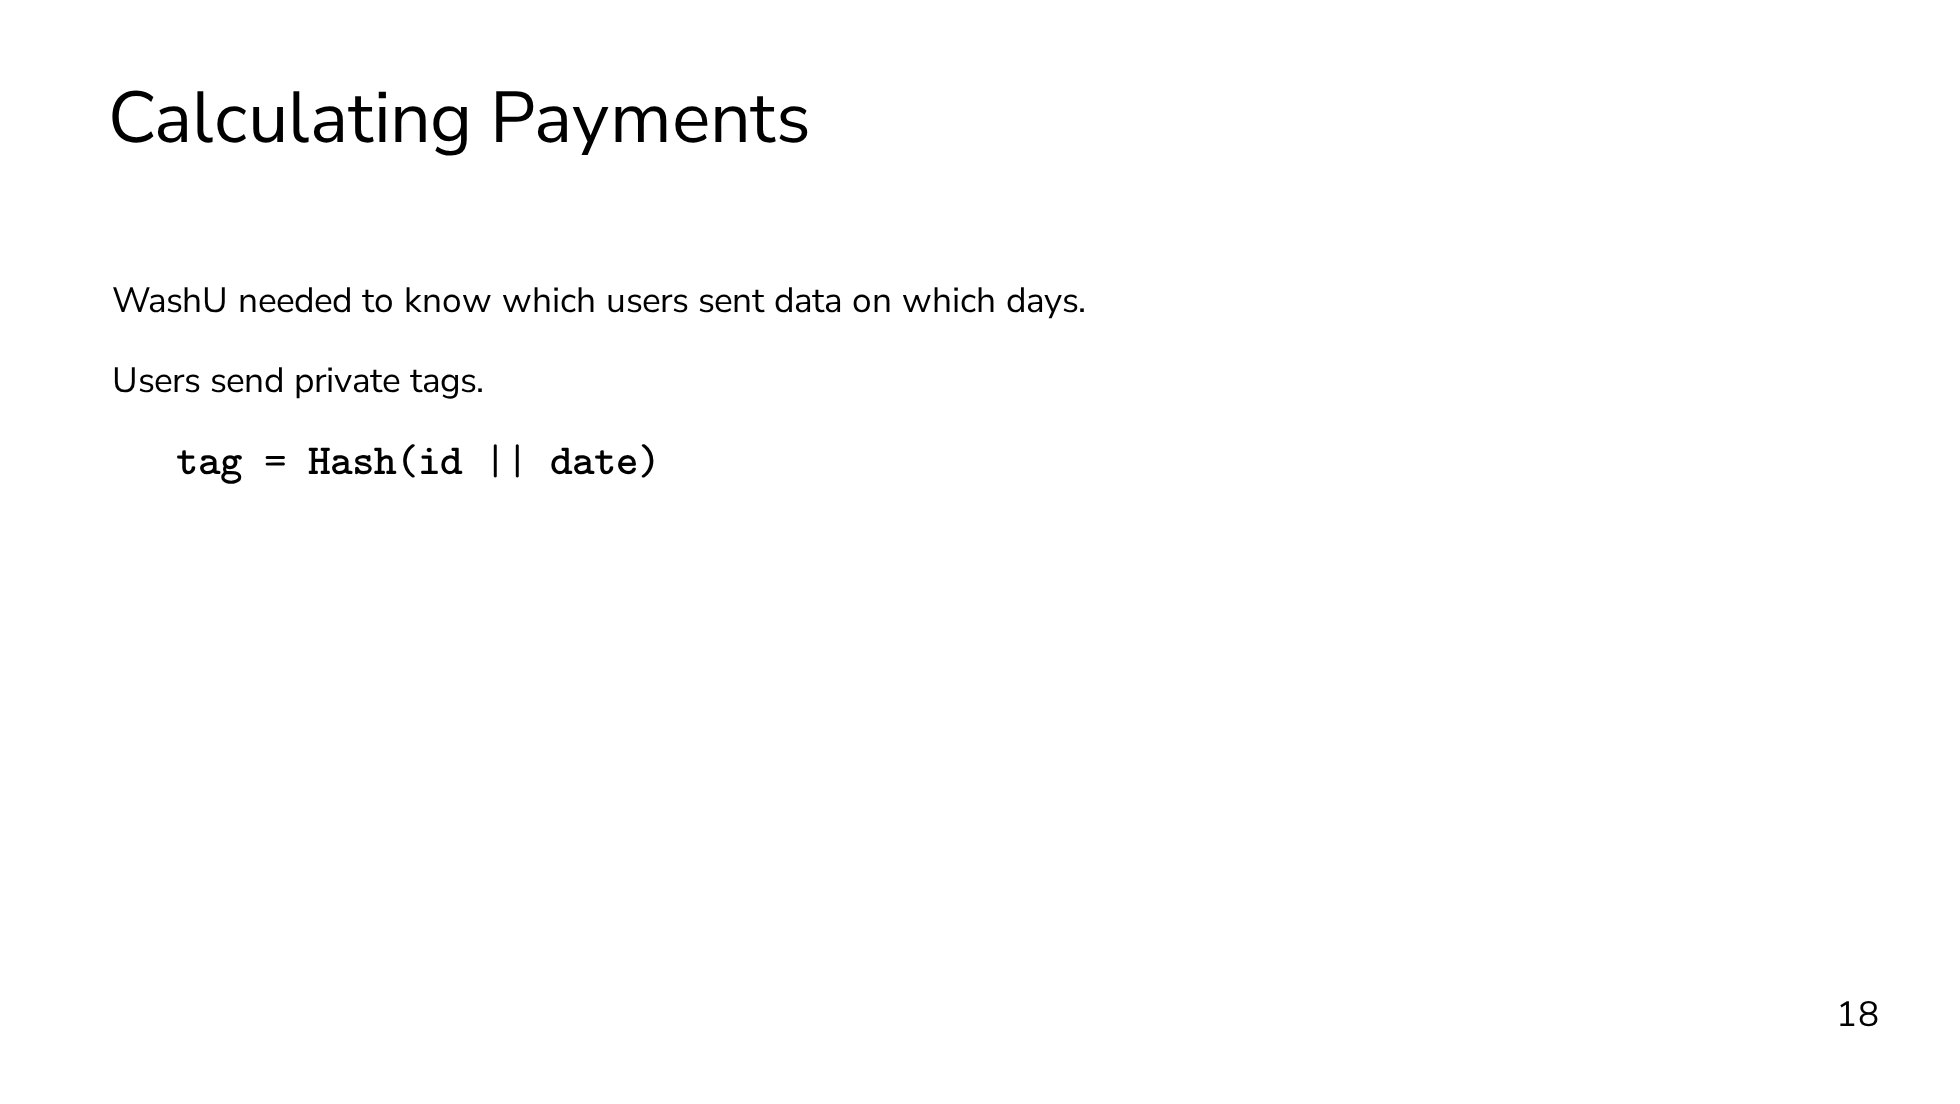 Calculating Payments
WashU needed to know which users sent data on which days.
Users send private tags.
tag = Hash(id || date)
18